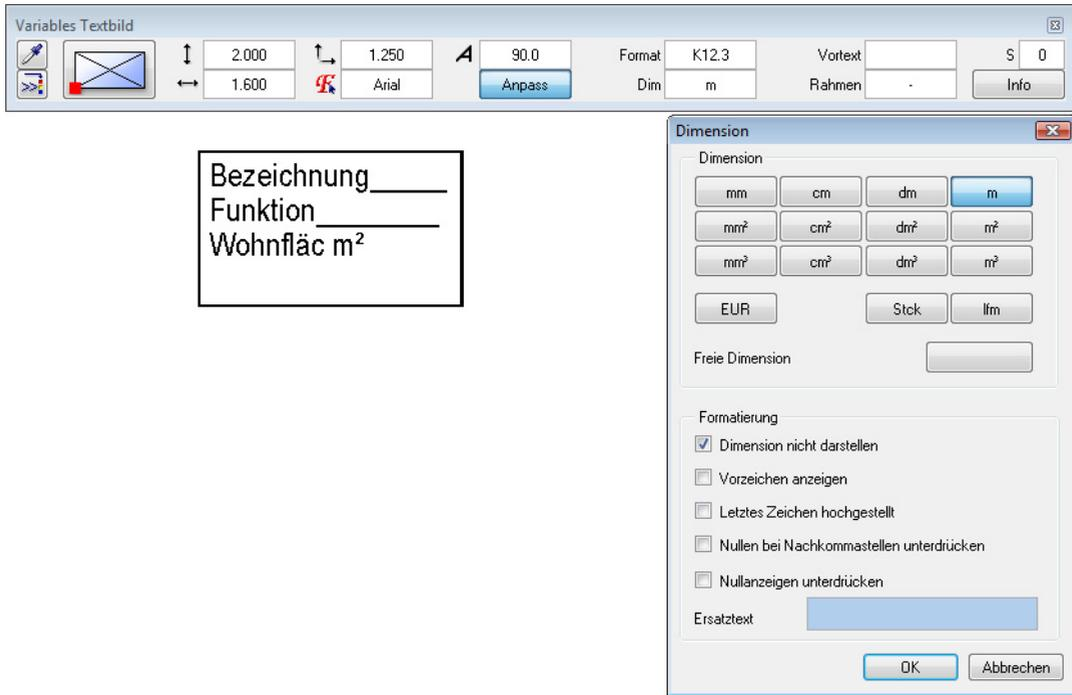 Variables Textbild
2.000 1.250 A 90.0 Format K12.3 Vortext S 0
>>: 1.600 Arial Anpass Dim m Rahmen - Info
Bezeichnung_____
Funktion________
Wohnfläc m²
Dimension
Dimension
mm cm dm m
mm² cm² dm² m²
mm³ cm³ dm³ m³
EUR Stck lfm
Freie Dimension
Formatierung
Dimension nicht darstellen
Vorzeichen anzeigen
Letztes Zeichen hochgestellt
Nullen bei Nachkommastellen unterdrücken
Nullanzeigen unterdrücken
Ersatztext
OK Abbrechen